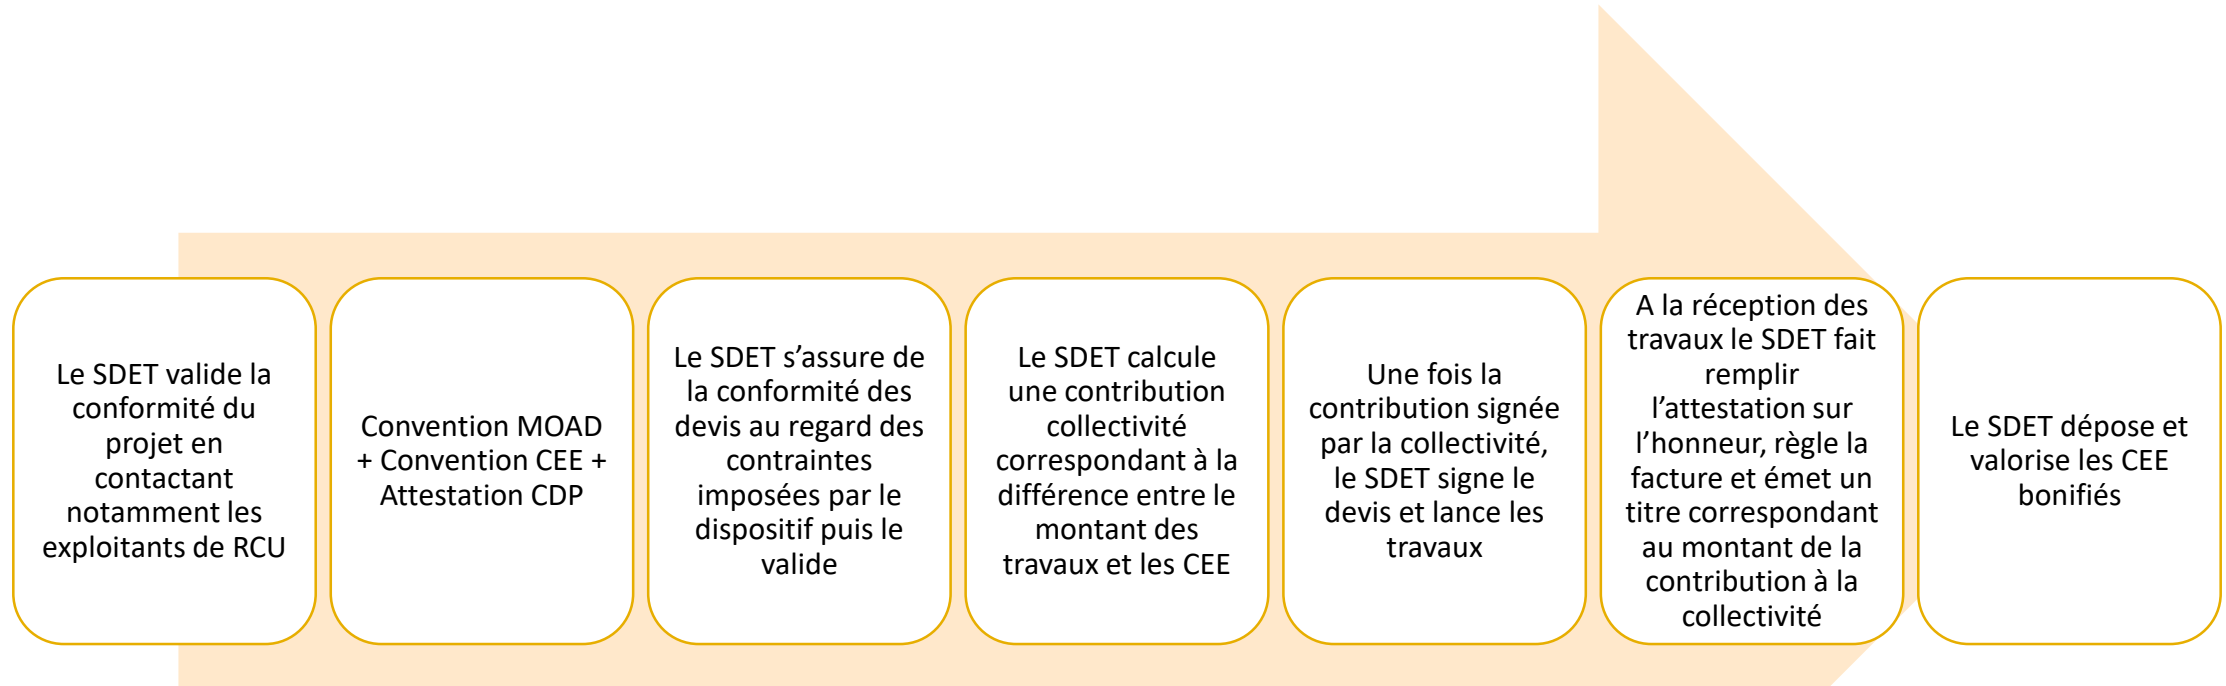 Le SDET valide la
conformité du
projet en
contactant
notamment les
exploitants de RCU
Convention MOAD
+ Convention CEE +
Attestation CDP
Le SDET s’assure de
la conformité des
devis au regard des
contraintes
imposées par le
dispositif puis le
valide
Le SDET calcule
une contribution
collectivité
correspondant à la
différence entre le
montant des
travaux et les CEE
Une fois la
contribution signée
par la collectivité,
le SDET signe le
devis et lance les
travaux
A la réception des
travaux le SDET fait
remplir
l’attestation sur
l’honneur, règle la
facture et émet un
titre correspondant
au montant de la
contribution à la
collectivité
Le SDET dépose et
valorise les CEE
bonifiés